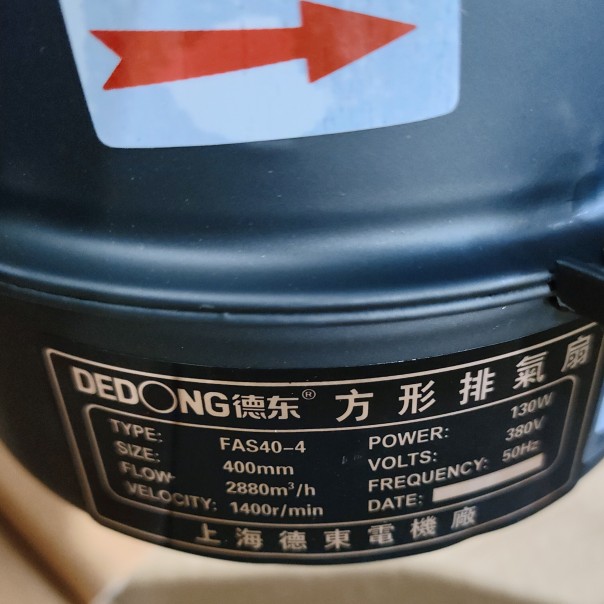 DEDONG德东® 方形排氣扇
TYPE: FAS40-4
SIZE: 400mm
FLOW 2880m³/h
VELOCITY: 1400r/min
POWER: 130W
VOLTS: 380V
FREQUENCY: 50Hz
DATE:
上海德東電機廠